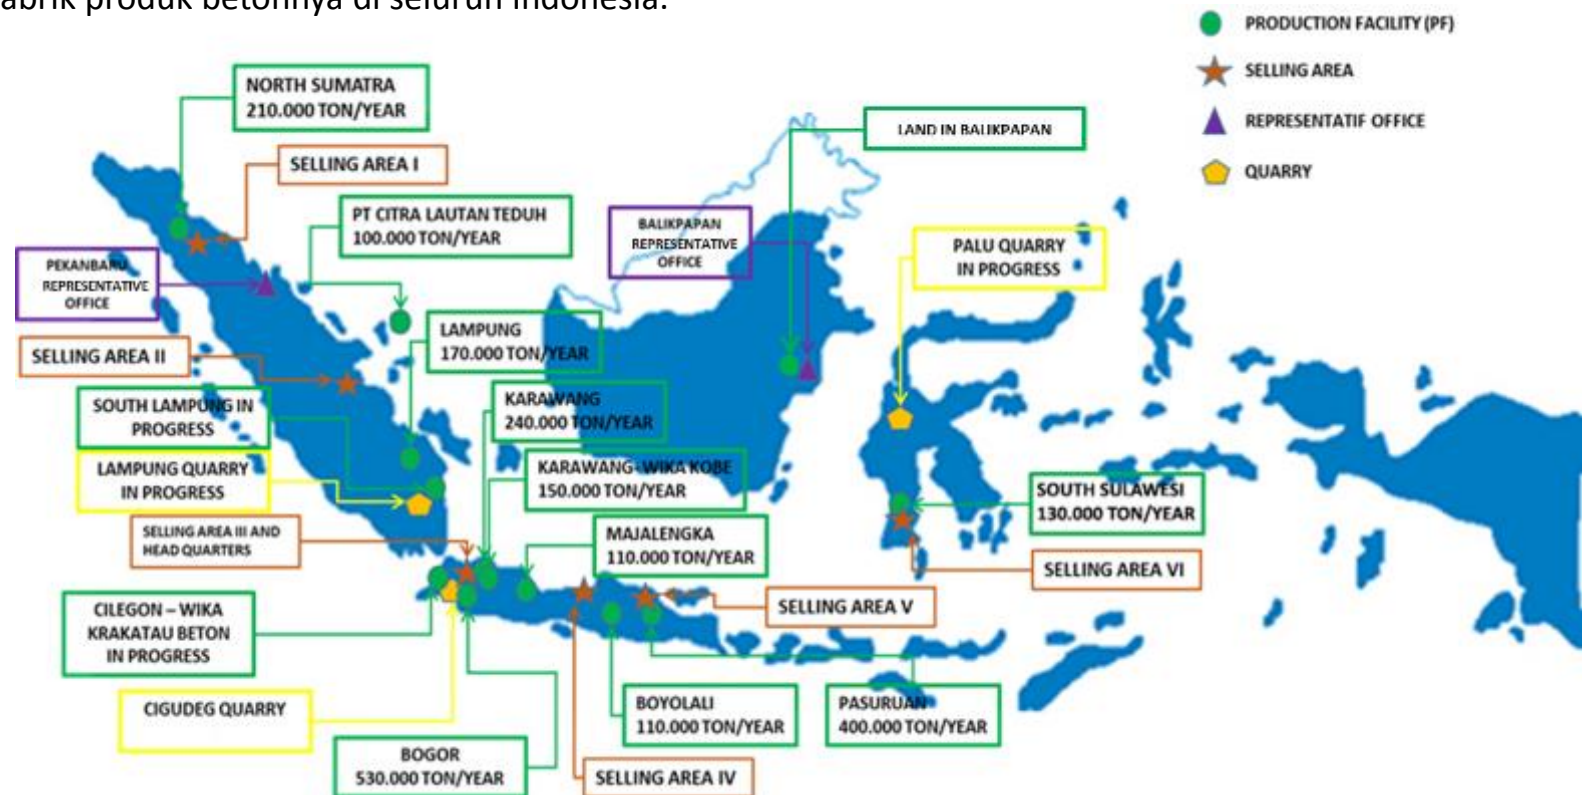 abrik produk betonnya di seluruh Indonesia.
PRODUCTION FACILITY (PF)
SELLING AREA
REPRESENTATIF OFFICE
QUARRY
NORTH SUMATRA
210.000 TON/YEAR
SELLING AREA I
PT CITRA LAUTAN TEDUH
100.000 TON/YEAR
LAND IN BALIKPAPAN
BALIKPAPAN
REPRESENTATIVE
OFFICE
PALU QUARRY
IN PROGRESS
PEKANBARU
REPRESENTATIVE
OFFICE
LAMPUNG
170.000 TON/YEAR
SELLING AREA II
SOUTH LAMPUNG IN
PROGRESS
KARAWANG
240.000 TON/YEAR
LAMPUNG QUARRY
IN PROGRESS
KARAWANG-WIKA KOBE
150.000 TON/YEAR
SOUTH SULAWESI
130.000 TON/YEAR
SELLING AREA III AND
HEAD QUARTERS
MAJALENGKA
110.000 TON/YEAR
SELLING AREA VI
CILEGON – WIKA
KRAKATAU BETON
IN PROGRESS
SELLING AREA V
CIGUDEG QUARRY
BOYOLALI
110.000 TON/YEAR
PASURUAN
400.000 TON/YEAR
BOGOR
530.000 TON/YEAR
SELLING AREA IV